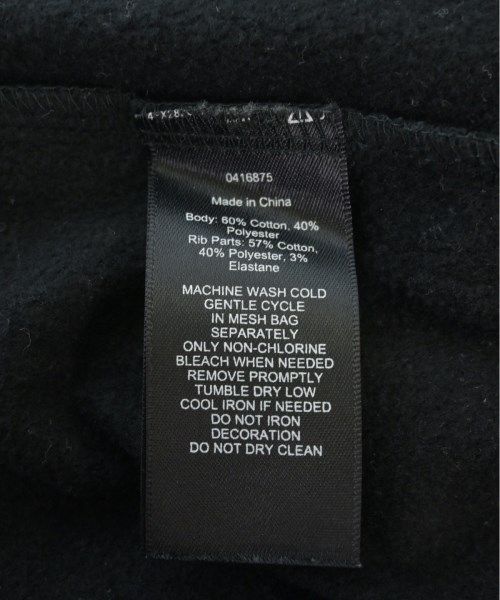 0416875
Made in China
Body: 60% Cotton, 40%
Polyester
Rib Parts: 57% Cotton,
40% Polyester, 3%
Elastane
MACHINE WASH COLD
GENTLE CYCLE
IN MESH BAG
SEPARATELY
ONLY NON-CHLORINE
BLEACH WHEN NEEDED
REMOVE PROMPTLY
TUMBLE DRY LOW
COOL IRON IF NEEDED
DO NOT IRON
DECORATION
DO NOT DRY CLEAN